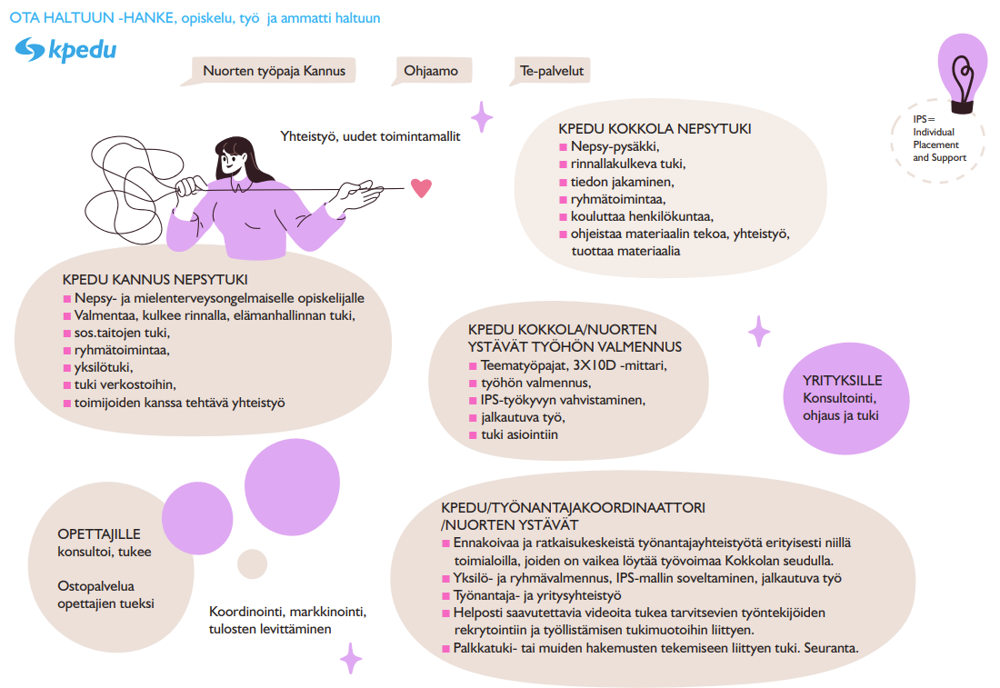 OTA HALTUUN -HANKE, opiskelu, työ  ja ammatti haltuun
kpedu
Nuorten työpaja Kannus
Ohjaamo
Te-palvelut
IPS=
Individual
Placement
and Support
Yhteistyö, uudet toimintamallit
KPEDU KOKKOLA NEPSYTUKI
Nepsy-pysäkki,
rinnallakulkeva tuki,
tiedon jakaminen,
ryhmätoimintaa,
kouluttaa henkilökuntaa,
ohjeistaa materiaalin tekoa, yhteistyö,
tuottaa materiaalia
KPEDU KANNUS NEPSYTUKI
Nepsy- ja mielenterveysongelmaiselle opiskelijalle
Valmentaa, kulkee rinnalla, elämänhallinnan tuki,
sos.taitojen tuki,
ryhmätoimintaa,
yksilötuki,
tuki verkostoihin,
toimijoiden kanssa tehtävä yhteistyö
KPEDU KOKKOLA/NUORTEN
YSTÄVÄT TYÖHÖN VALMENNUS
Teematyöpajat, 3X10D -mittari,
työhön valmennus,
IPS-työkyvyn vahvistaminen,
jalkautuva työ,
tuki asiointiin
YRITYKSILLE
Konsultointi,
ohjaus ja tuki
OPETTAJILLE
konsultoi, tukee
Ostopalvelua
opettajien tueksi
Koordinointi, markkinointi,
tulosten levittäminen
KPEDU/TYÖNANTAJAKOORDINAATTORI
/NUORTEN YSTÄVÄT
Ennakoivaa ja ratkaisukeskeistä työnantajayhteistyötä erityisesti niillä
toimialoilla, joiden on vaikea löytää työvoimaa Kokkolan seudulla.
Yksilö- ja ryhmävalmennus, IPS-mallin soveltaminen, jalkautuva työ
Työnantaja- ja yritysyhteistyö
Helposti saavutettavia videoita tukea tarvitsevien työntekijöiden
rekrytointiin ja työllistämisen tukimuotoihin liittyen.
Palkkatuki- tai muiden hakemusten tekemiseen liittyen tuki. Seuranta.